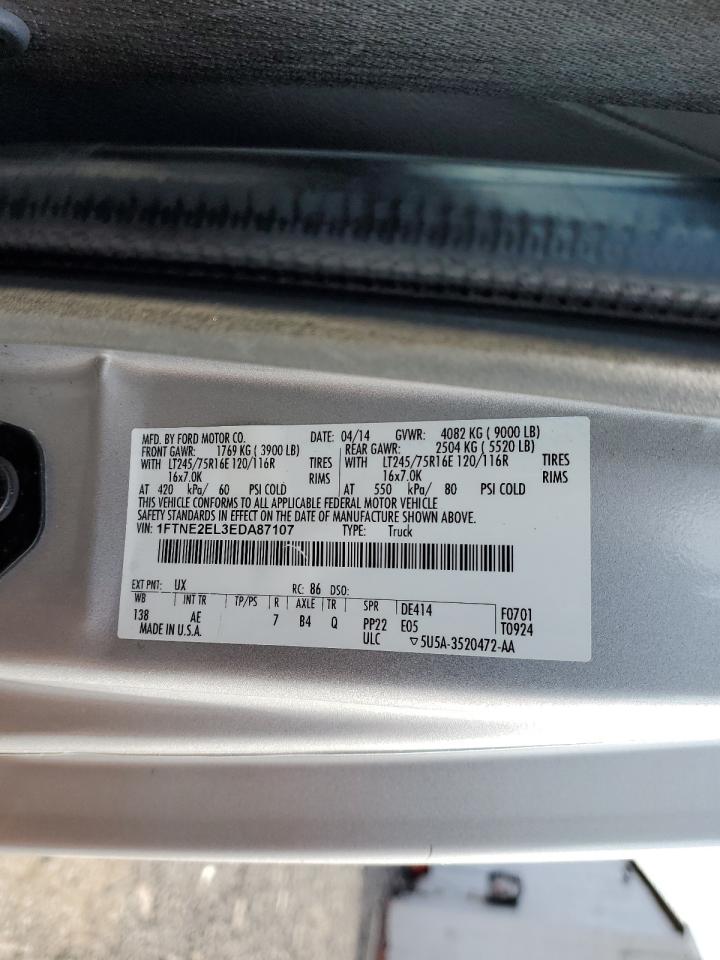 MFD. BY FORD MOTOR CO. DATE: 04/14 GVWR: 4082 KG ( 9000 LB)
FRONT GAWR: 1769 KG ( 3900 LB) REAR GAWR: 2504 KG ( 5520 LB)
WITH LT245/75R16E 120/116R TIRES WITH LT245/75R16E 120/116R TIRES
16x7.0K RIMS 16x7.0K RIMS
AT 420 kPa/ 60 PSI COLD AT 550 kPa/ 80 PSI COLD
THIS VEHICLE CONFORMS TO ALL APPLICABLE FEDERAL MOTOR VEHICLE
SAFETY STANDARDS IN EFFECT ON THE DATE OF MANUFACTURE SHOWN ABOVE.
VIN: 1FTNE2EL3EDA87107 TYPE: Truck
EXT PNT: UX RC: 86 DSO:
WB INT TR TP/PS R AXLE TR SPR DE414 F0701
138 AE 7 B4 Q PP22 E05 T0924
MADE IN U.S.A. ULC ▽5U5A-3520472-AA